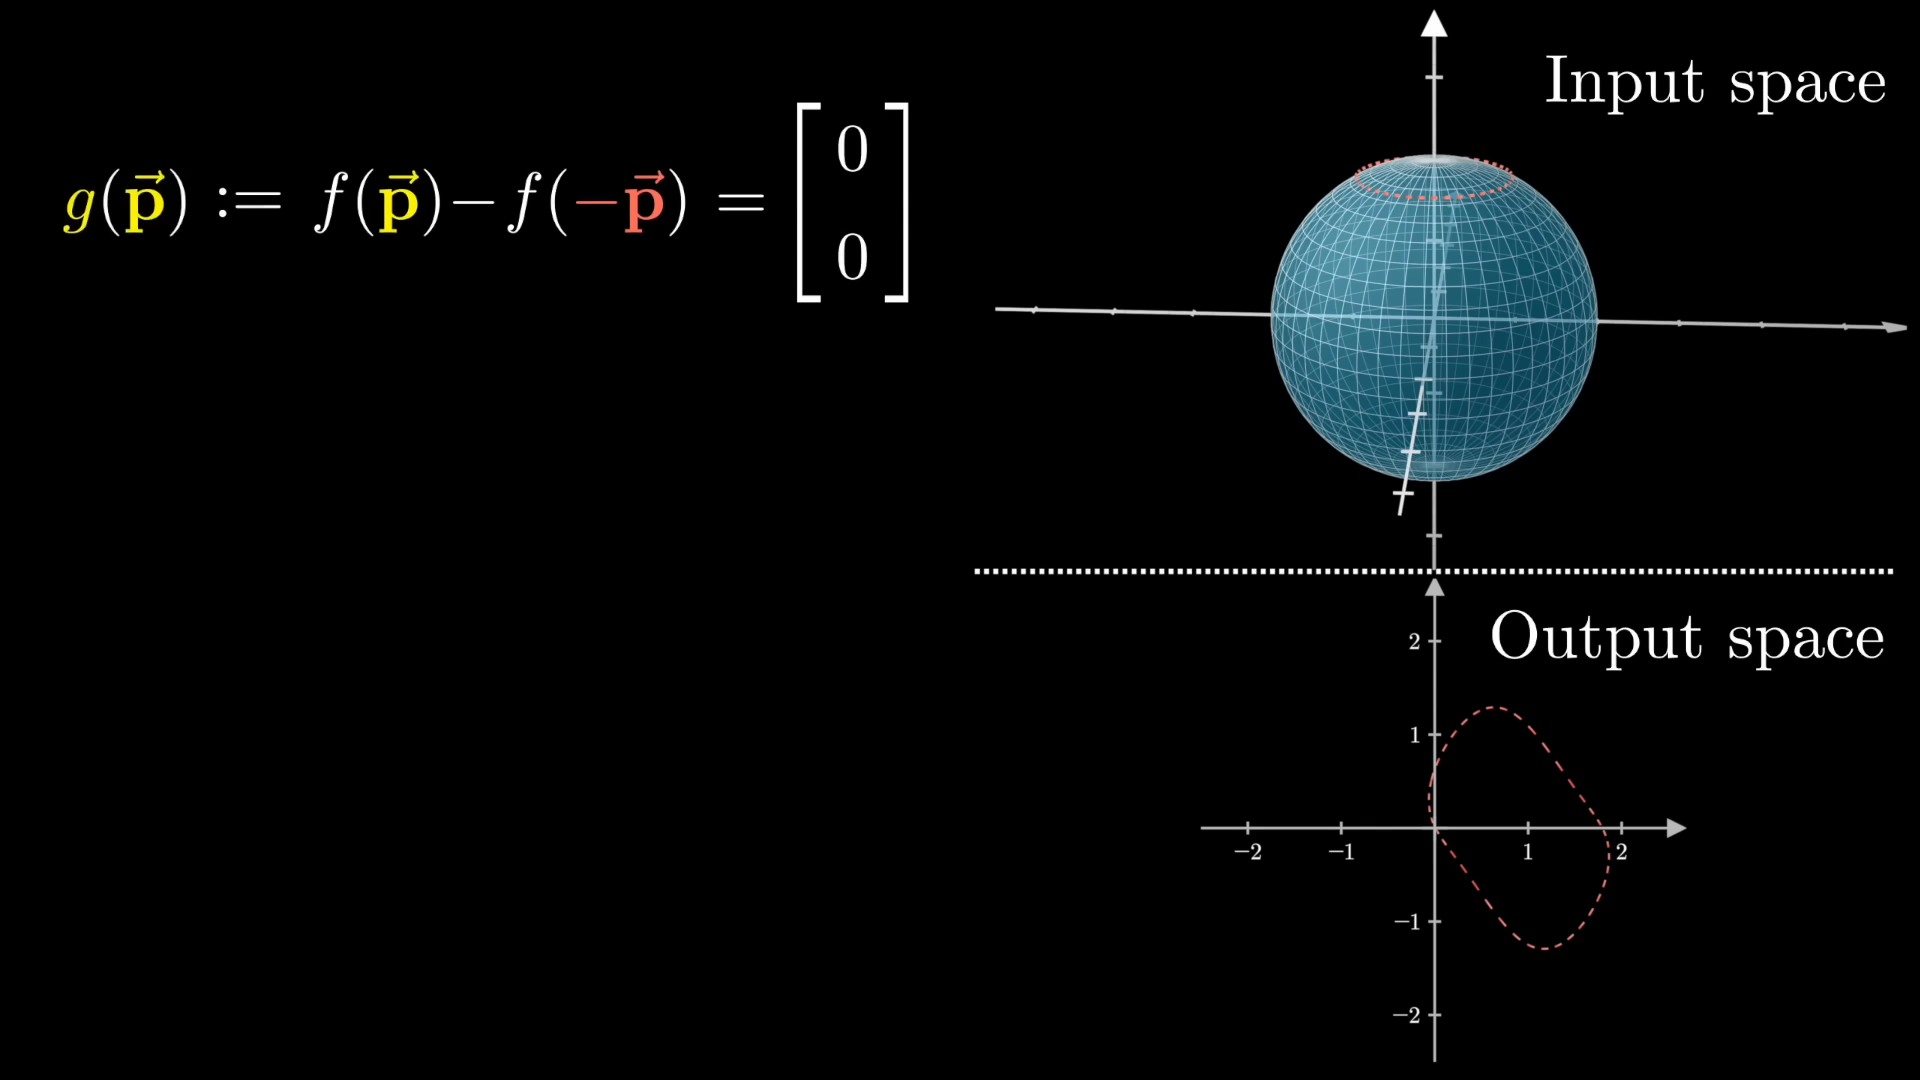 g(p⃗) := f(p⃗)−f(−p⃗) = [0 0]
Input space
Output space
2
1
−2 −1 1 2
−1
−2